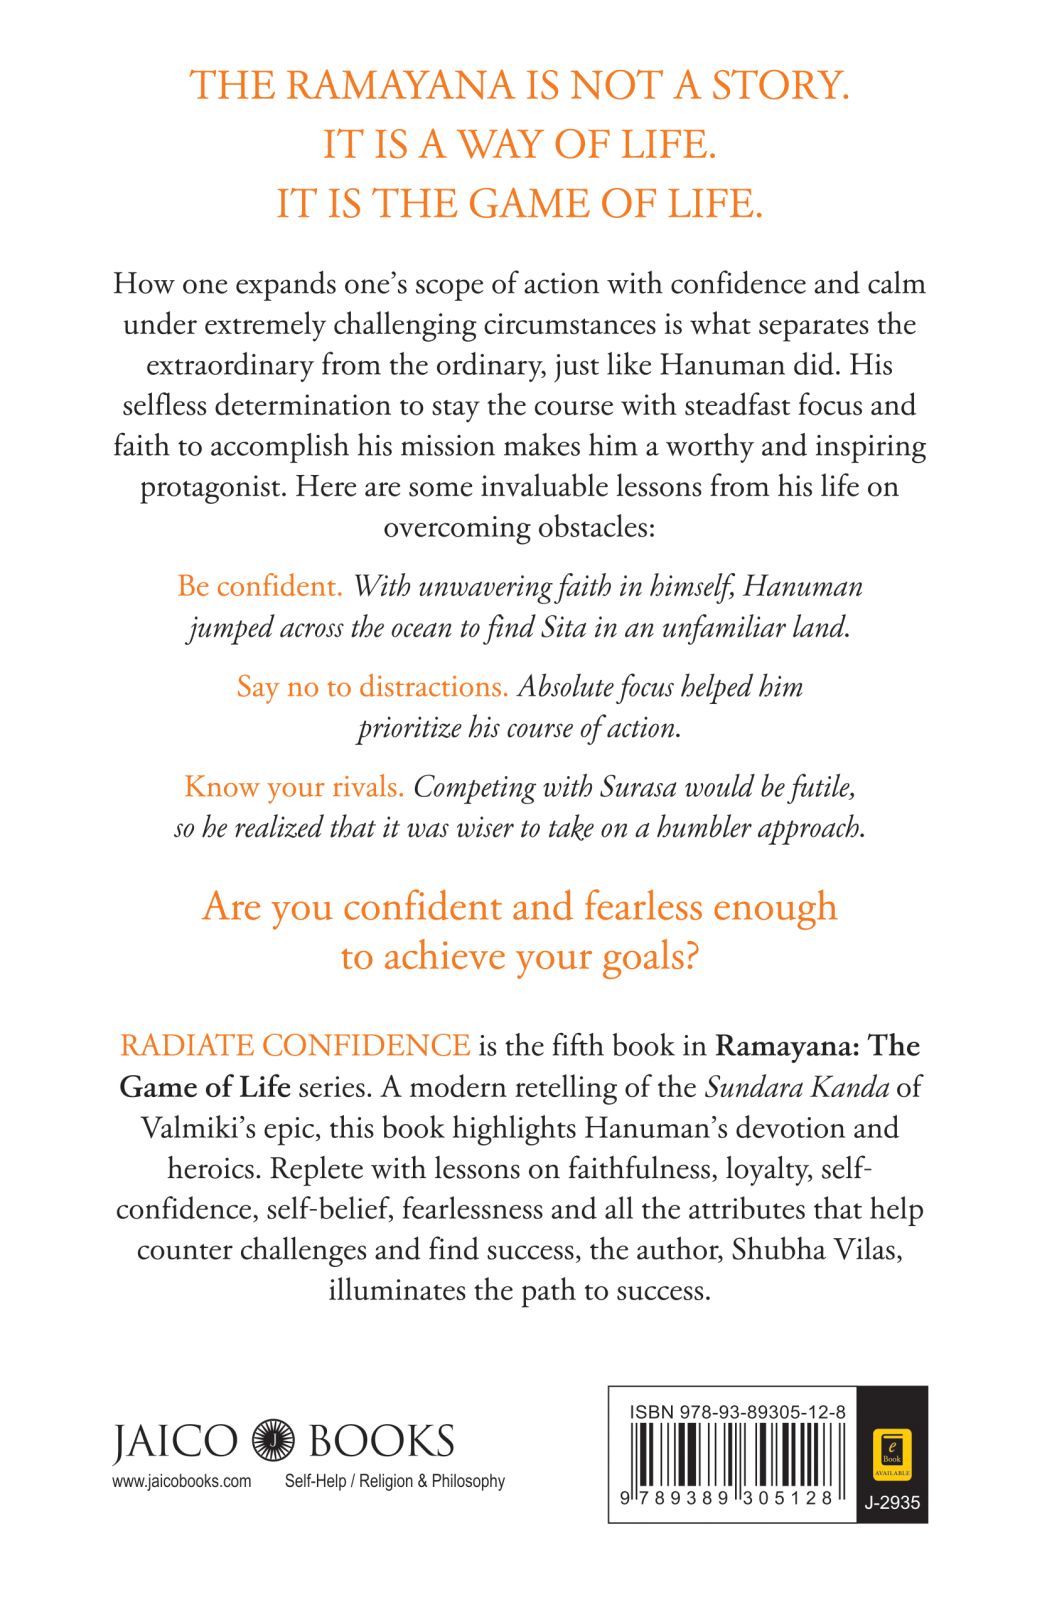 THE RAMAYANA IS NOT A STORY.
IT IS A WAY OF LIFE.
IT IS THE GAME OF LIFE.
How one expands one’s scope of action with confidence and calm
under extremely challenging circumstances is what separates the
extraordinary from the ordinary, just like Hanuman did. His
selfless determination to stay the course with steadfast focus and
faith to accomplish his mission makes him a worthy and inspiring
protagonist. Here are some invaluable lessons from his life on
overcoming obstacles:
Be confident. With unwavering faith in himself, Hanuman
jumped across the ocean to find Sita in an unfamiliar land.
Say no to distractions. Absolute focus helped him
prioritize his course of action.
Know your rivals. Competing with Surasa would be futile,
so he realized that it was wiser to take on a humbler approach.
Are you confident and fearless enough
to achieve your goals?
RADIATE CONFIDENCE is the fifth book in Ramayana: The
Game of Life series. A modern retelling of the Sundara Kanda of
Valmiki’s epic, this book highlights Hanuman’s devotion and
heroics. Replete with lessons on faithfulness, loyalty, self-
confidence, self-belief, fearlessness and all the attributes that help
counter challenges and find success, the author, Shubha Vilas,
illuminates the path to success.
JAICO J BOOKS
www.jaicobooks.com Self-Help / Religion & Philosophy
ISBN 978-93-89305-12-8
9 789389 305128
e
Book
AVAILABLE
J-2935